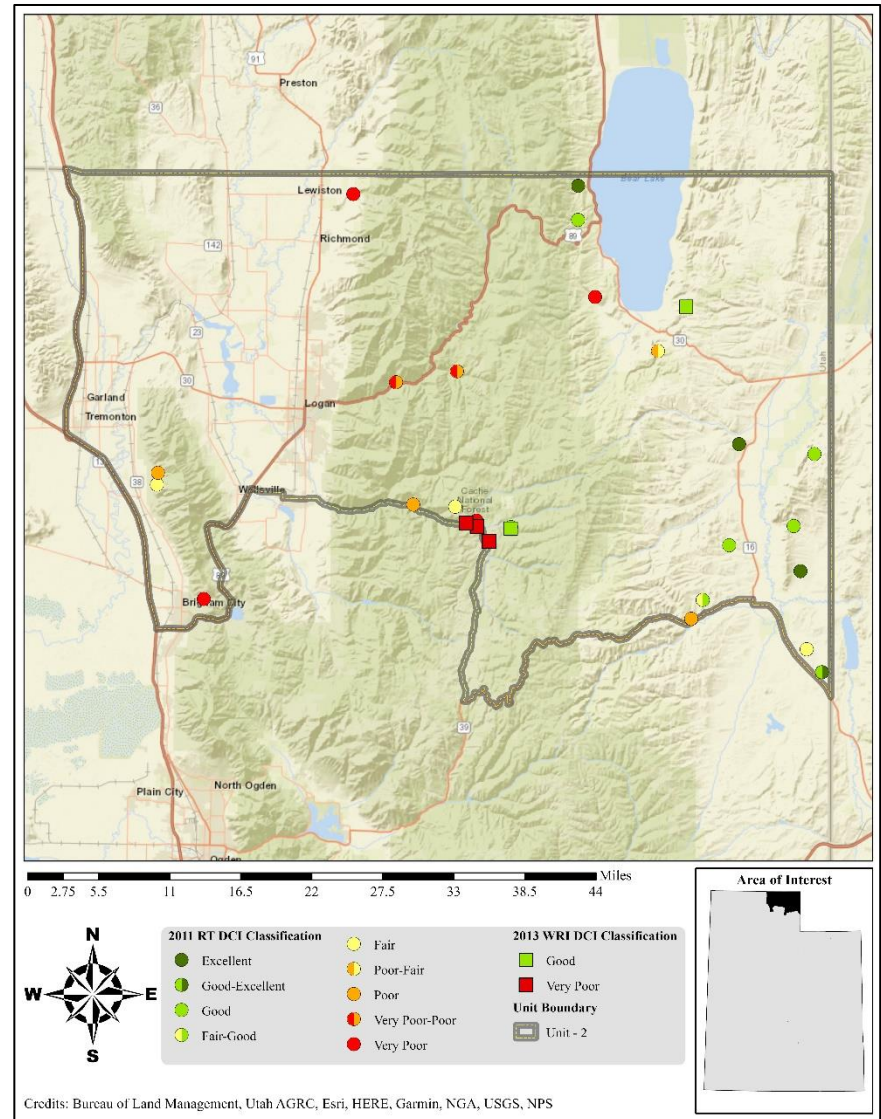 91
Preston
36
Lewiston
Bear Lake
142
Richmond
89
23
30
30
Utah
Garland
Tremonton
Logan
38
Wellsville
Cache
National
Forest
16
Brigham City
39
Plain City
North Ogden
Ogden
Miles
0 2.75 5.5 11 16.5 22 27.5 33 38.5 44
Area of Interest
N
W E
S
2011 RT DCI Classification
Excellent
Good-Excellent
Good
Fair-Good
Fair
Poor-Fair
Poor
Very Poor-Poor
Very Poor
2013 WRI DCI Classification
Good
Very Poor
Unit Boundary
Unit - 2
Credits: Bureau of Land Management, Utah AGRC, Esri, HERE, Garmin, NGA, USGS, NPS